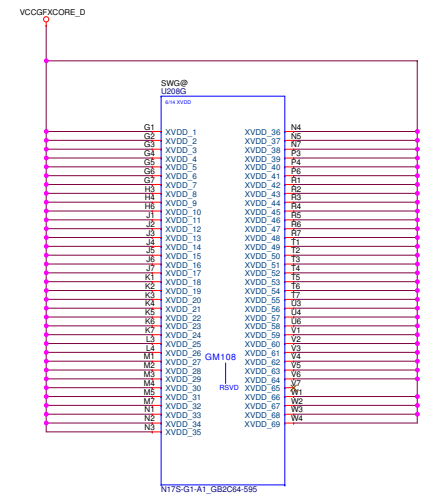 VCCGFXCORE_D
SWG@
U208G
6/14 XVDD
G1 XVDD_1 XVDD_36 N4
G2 XVDD_2 XVDD_37 N5
G3 XVDD_3 XVDD_38 N7
G4 XVDD_4 XVDD_39 P3
G5 XVDD_5 XVDD_40 P4
G6 XVDD_6 XVDD_41 P6
G7 XVDD_7 XVDD_42 R1
H3 XVDD_8 XVDD_43 R2
H4 XVDD_9 XVDD_44 R3
H6 XVDD_10 XVDD_45 R4
J1 XVDD_11 XVDD_46 R5
J2 XVDD_12 XVDD_47 R6
J3 XVDD_13 XVDD_48 R7
J4 XVDD_14 XVDD_49 T1
J5 XVDD_15 XVDD_50 T2
J6 XVDD_16 XVDD_51 T3
J7 XVDD_17 XVDD_52 T4
K1 XVDD_18 XVDD_53 T5
K2 XVDD_19 XVDD_54 T6
K3 XVDD_20 XVDD_55 T7
K4 XVDD_21 XVDD_56 U3
K5 XVDD_22 XVDD_57 U4
K6 XVDD_23 XVDD_58 U6
K7 XVDD_24 XVDD_59 V1
L3 XVDD_25 XVDD_60 V2
L4 XVDD_26 XVDD_61 V3
M1 XVDD_27 GM108 XVDD_62 V4
M2 XVDD_28 XVDD_63 V5
M3 XVDD_29 XVDD_64 V6
M4 XVDD_30 RSVD XVDD_65 V7
M5 XVDD_31 XVDD_66 W1
M7 XVDD_32 XVDD_67 W2
N1 XVDD_33 XVDD_68 W3
N2 XVDD_34 XVDD_69 W4
N3 XVDD_35
N17S-G1-A1_GB2C64-595